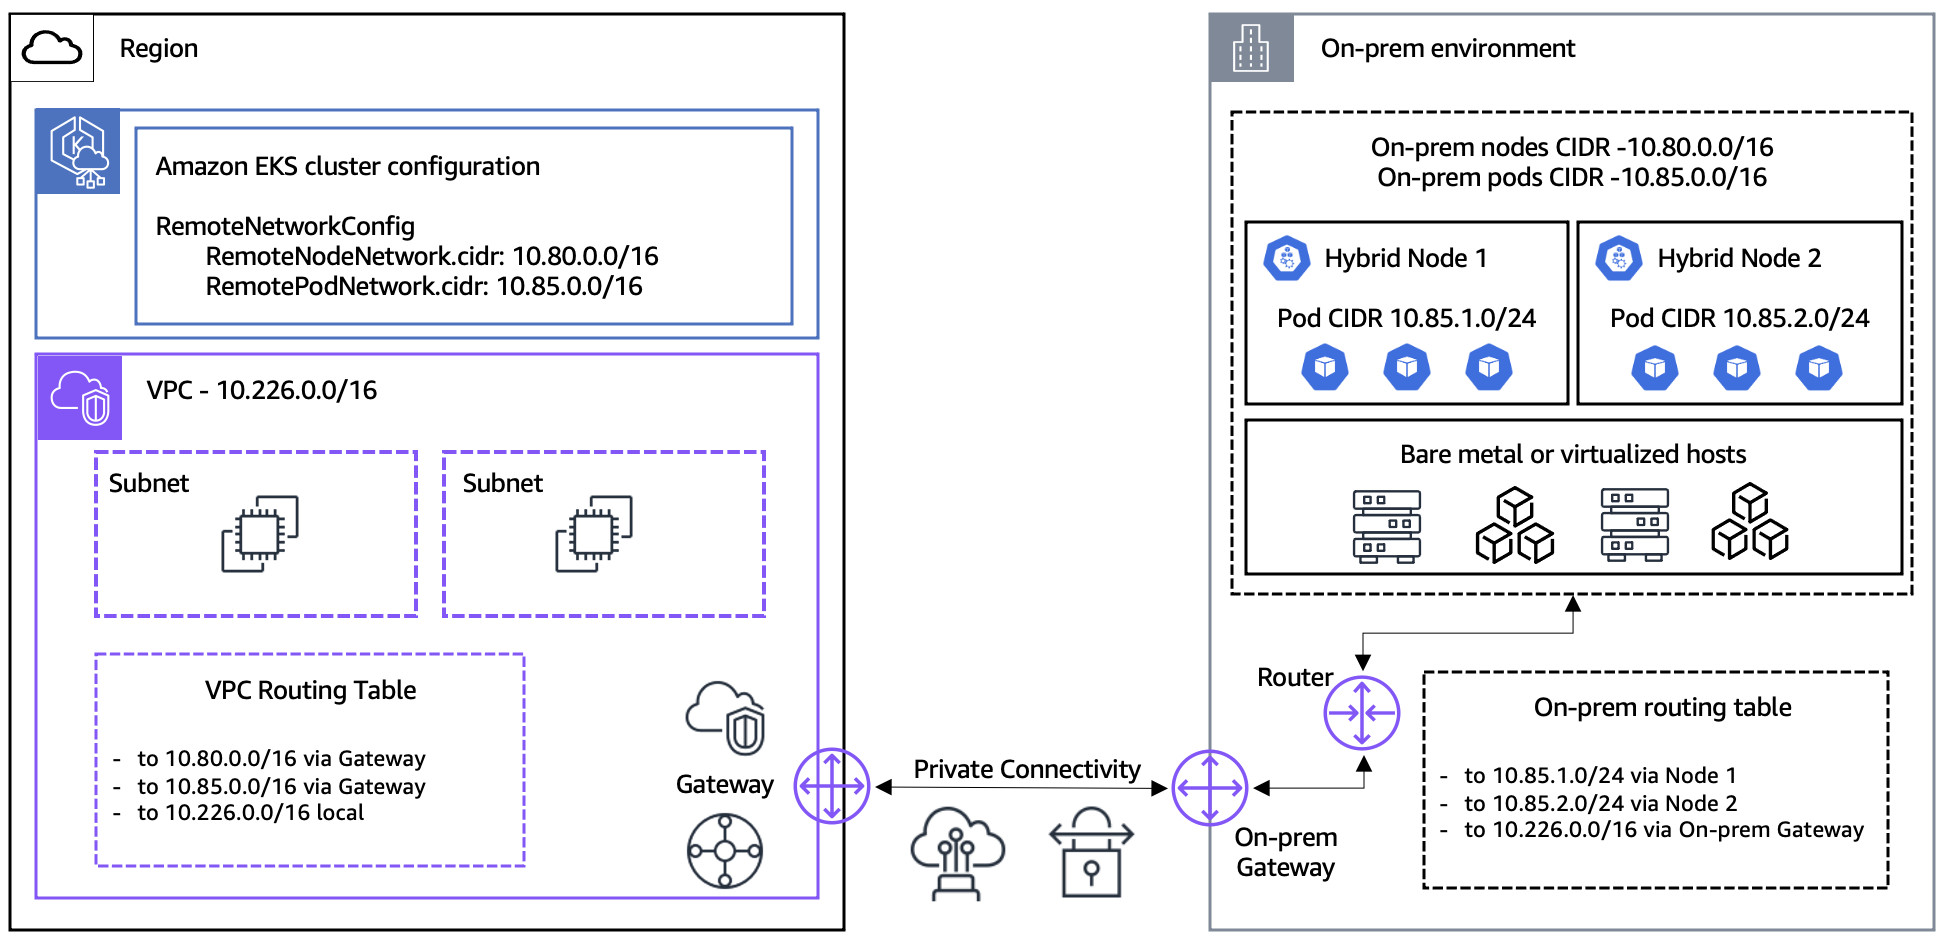 Region
Amazon EKS cluster configuration
RemoteNetworkConfig
RemoteNodeNetwork.cidr: 10.80.0.0/16
RemotePodNetwork.cidr: 10.85.0.0/16
VPC - 10.226.0.0/16
Subnet
Subnet
VPC Routing Table
- to 10.80.0.0/16 via Gateway
- to 10.85.0.0/16 via Gateway
- to 10.226.0.0/16 local
Gateway
Private Connectivity
On-prem environment
On-prem nodes CIDR -10.80.0.0/16
On-prem pods CIDR -10.85.0.0/16
Hybrid Node 1
Pod CIDR 10.85.1.0/24
Hybrid Node 2
Pod CIDR 10.85.2.0/24
Bare metal or virtualized hosts
Router
On-prem
Gateway
On-prem routing table
- to 10.85.1.0/24 via Node 1
- to 10.85.2.0/24 via Node 2
- to 10.226.0.0/16 via On-prem Gateway